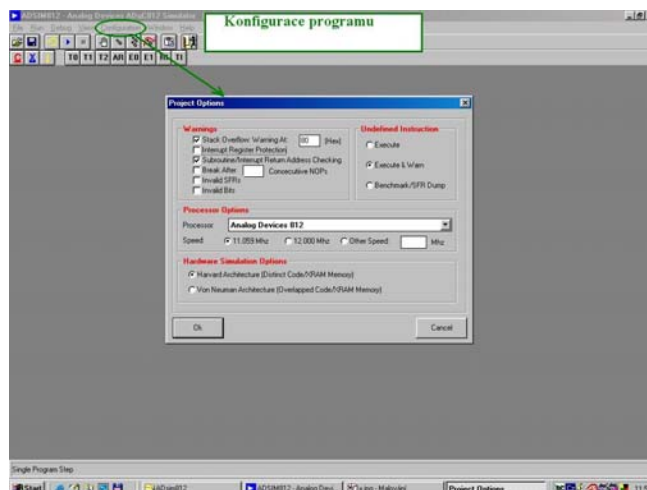 ADSIM812 - Analog Devices ADuC812 Simulator
File Run Debug View Configuration Window Help
Konfigurace programu
T0 T1 T2 AR E0 E1 RI TI
Project Options
Warnings
Stack Overflow: Warning At: 80 (Hex)
Interrupt Register Protection
Subroutine/Interrupt Return Address Checking
Break After Consecutive NOPs
Invalid SFRs
Invalid Bits
Undefined Instruction
Execute
Execute & Warn
Benchmark/SFR Dump
Processor Options
Processor Analog Devices 812
Speed 11.059 Mhz 12.000 Mhz Other Speed: Mhz
Hardware Simulation Options
Harvard Architecture (Distinct Code/XRAM Memory)
Von Neuman Architecture (Overlapped Code/XRAM Memory)
Ok Cancel
Single Program Step
Start ADSIM812 - Analog Devi... Malování Project Options